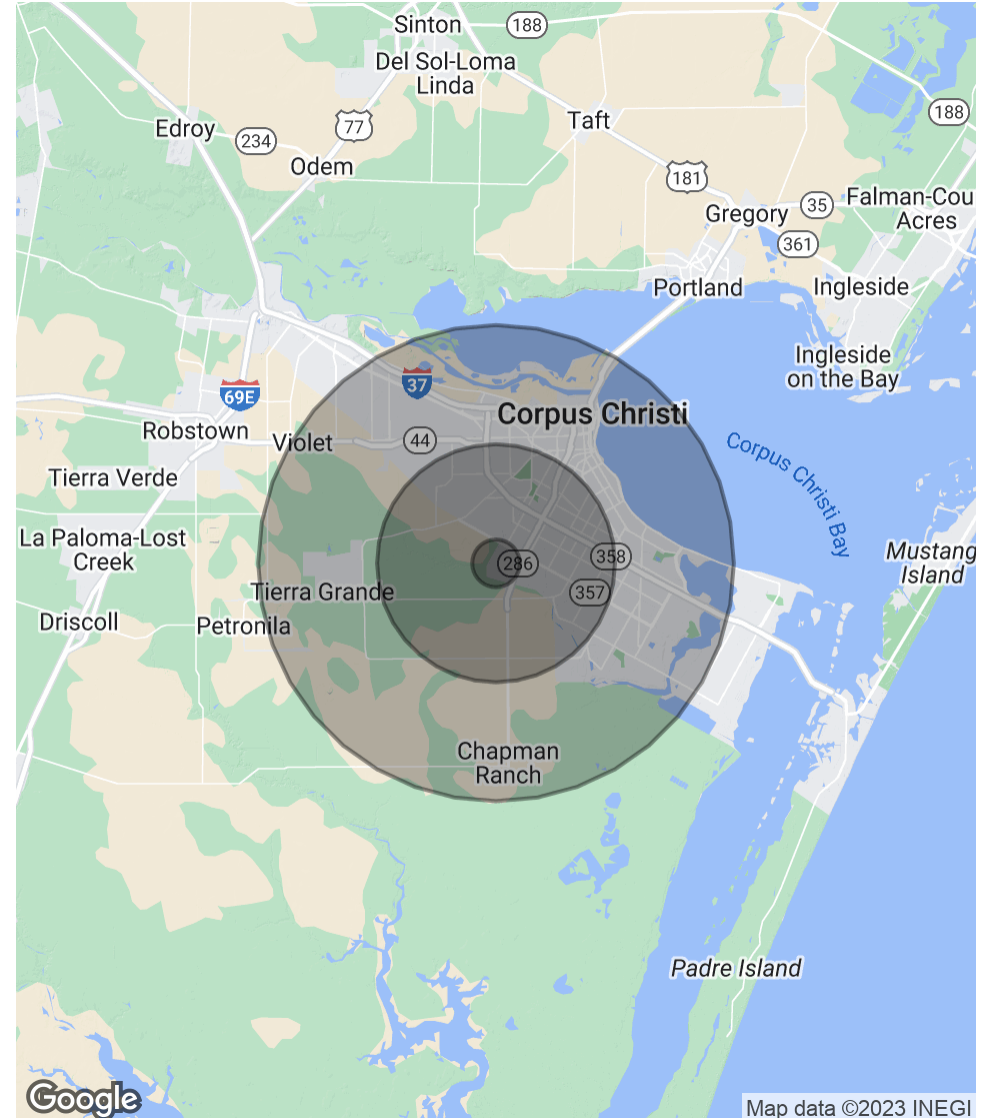 Sinton
188
Del Sol-Loma
Linda
Edroy
234
77
Odem
Taft
188
181
Gregory
35
Falman-Cou
Acres
361
Portland
Ingleside
Ingleside
on the Bay
37
69E
Corpus Christi
Robstown
Violet
44
Corpus Christi Bay
Tierra Verde
La Paloma-Lost
Creek
286
358
Mustang
Island
Tierra Grande
357
Driscoll
Petronila
Chapman
Ranch
Padre Island
Google
Map data ©2023 INEGI